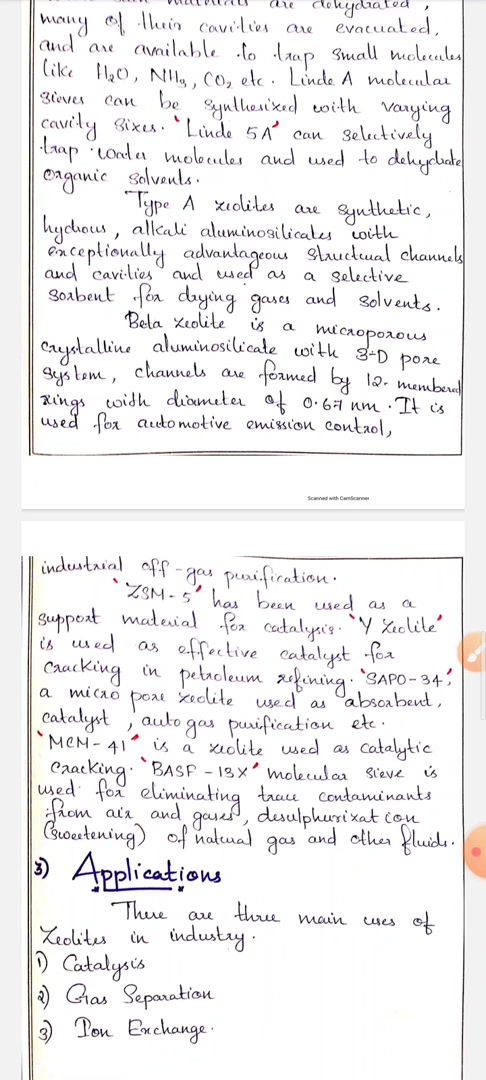 such materials are dehydrated,
many of their cavities are evacuated,
and are available to trap small molecules
like H₂O, NH₃, CO₂ etc. Linde A molecular
sieves can be synthesized with varying
cavity sizes. 'Linde 5A' can selectively
trap water molecules and used to dehydrate
organic solvents.
Type A zeolites are synthetic,
hydrous, alkali aluminosilicates with
exceptionally advantageous structural channels
and cavities and used as a selective
sorbent for drying gases and solvents.
Beta zeolite is a microporous
crystalline aluminosilicate with 3-D pore
system, channels are formed by 12-membered
rings with diameter of 0.67 nm. It is
used for automotive emission control,
Scanned with CamScanner
industrial off-gas purification.
'ZSM-5' has been used as a
support material for catalysis. 'Y Zeolite'
is used as effective catalyst for
cracking in petroleum refining. 'SAPO-34',
a micro pore zeolite used as absorbent,
catalyst, auto gas purification etc.
'MCM-41' is a zeolite used as catalytic
cracking. 'BASF-13X' molecular sieve is
used for eliminating trace contaminants
from air and gases, desulphurization
(sweetening) of natural gas and other fluids.
3) Applications
There are three main uses of
Zeolites in industry.
1) Catalysis
2) Gas Separation
3) Ion Exchange.